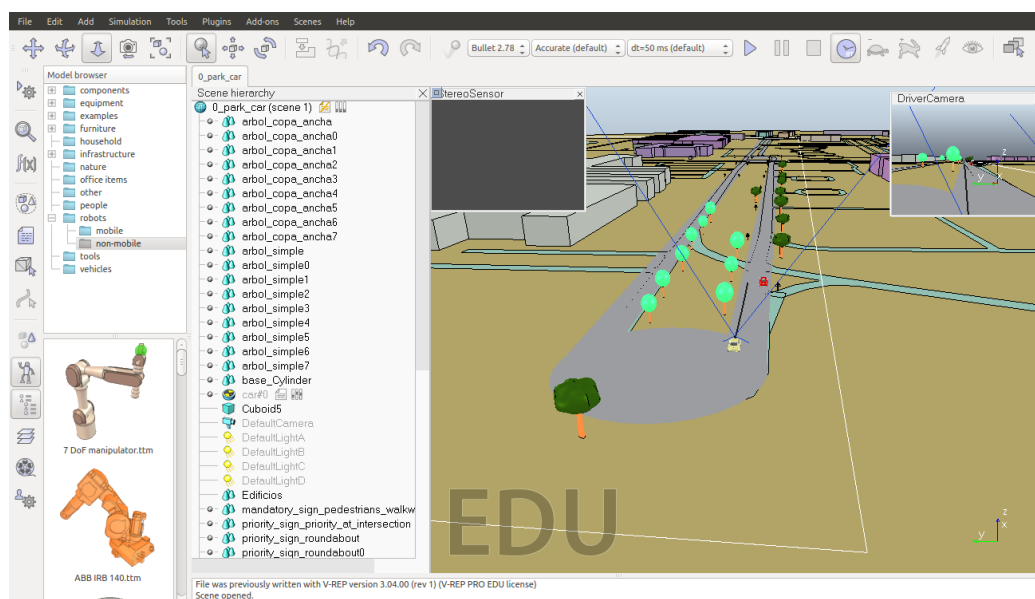 File Edit Add Simulation Tools Plugins Add-ons Scenes Help
Bullet 2.78 Accurate (default) dt=50 ms (default)
f(x)
Model browser
components
equipment
examples
furniture
household
infrastructure
nature
office items
other
people
robots
mobile
non-mobile
tools
vehicles
7 DoF manipulator.ttm
ABB IRB 140.ttm
0_park_car
Scene hierarchy
0_park_car (scene 1)
arbol_copa_ancha
arbol_copa_ancha0
arbol_copa_ancha1
arbol_copa_ancha2
arbol_copa_ancha3
arbol_copa_ancha4
arbol_copa_ancha5
arbol_copa_ancha6
arbol_copa_ancha7
arbol_simple
arbol_simple0
arbol_simple1
arbol_simple2
arbol_simple3
arbol_simple4
arbol_simple5
arbol_simple6
arbol_simple7
base_Cylinder
car#0
Cuboid5
DefaultCamera
DefaultLightA
DefaultLightB
DefaultLightC
DefaultLightD
Edificios
mandatory_sign_pedestrians_walkw
priority_sign_priority_at_intersection
priority_sign_roundabout
priority_sign_roundabout0
StereoSensor
DriverCamera
z
y x
EDU
z
x
y
File was previously written with V-REP version 3.04.00 (rev 1) (V-REP PRO EDU license)
Scene opened.